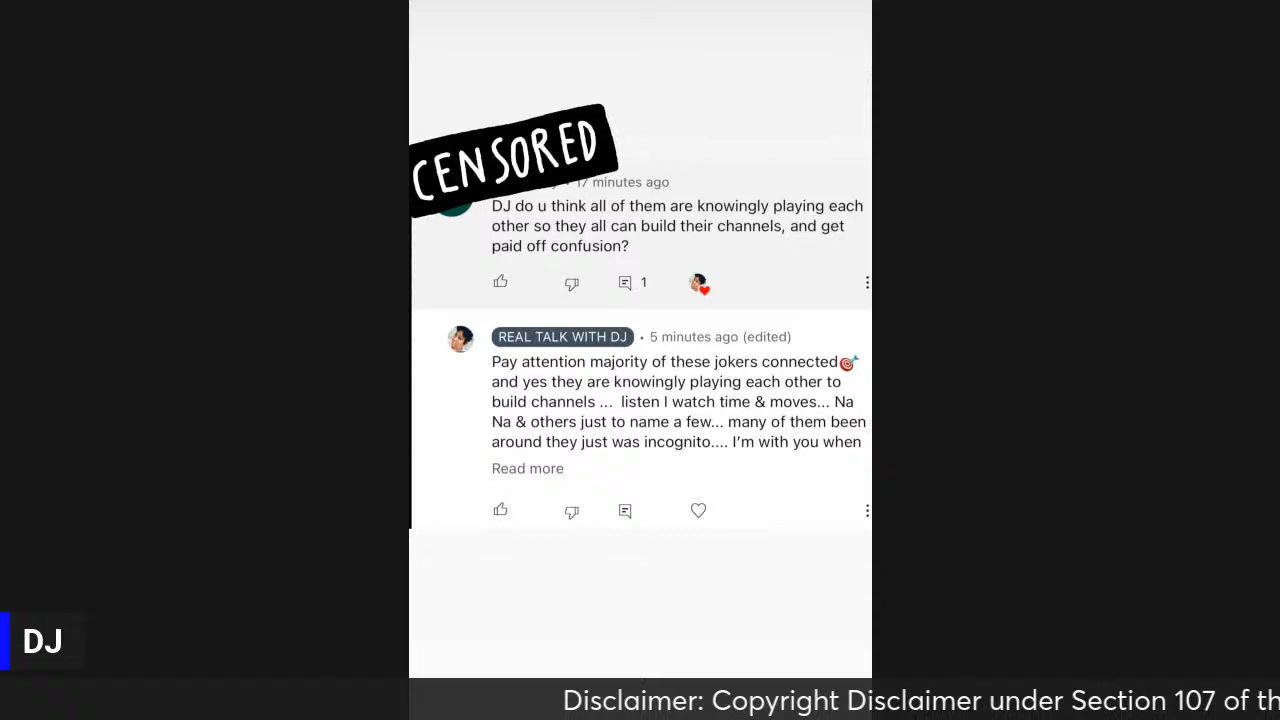 CENSORED
17 minutes ago
DJ do u think all of them are knowingly playing each
other so they all can build their channels, and get
paid off confusion?
1
REAL TALK WITH DJ • 5 minutes ago (edited)
Pay attention majority of these jokers connected🎯
and yes they are knowingly playing each other to
build channels ... listen I watch time & moves... Na
Na & others just to name a few... many of them been
around they just was incognito.... I'm with you when
Read more
DJ
Disclaimer: Copyright Disclaimer under Section 107 of th